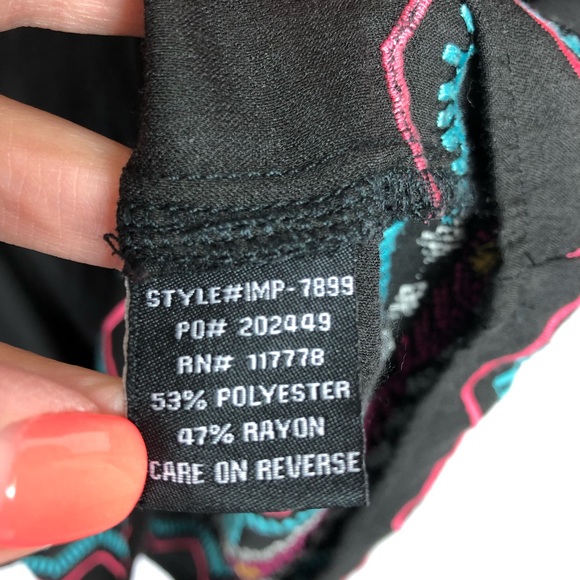 STYLE#IMP-7899
PO# 202449
RN# 117778
53% POLYESTER
47% RAYON
CARE ON REVERSE